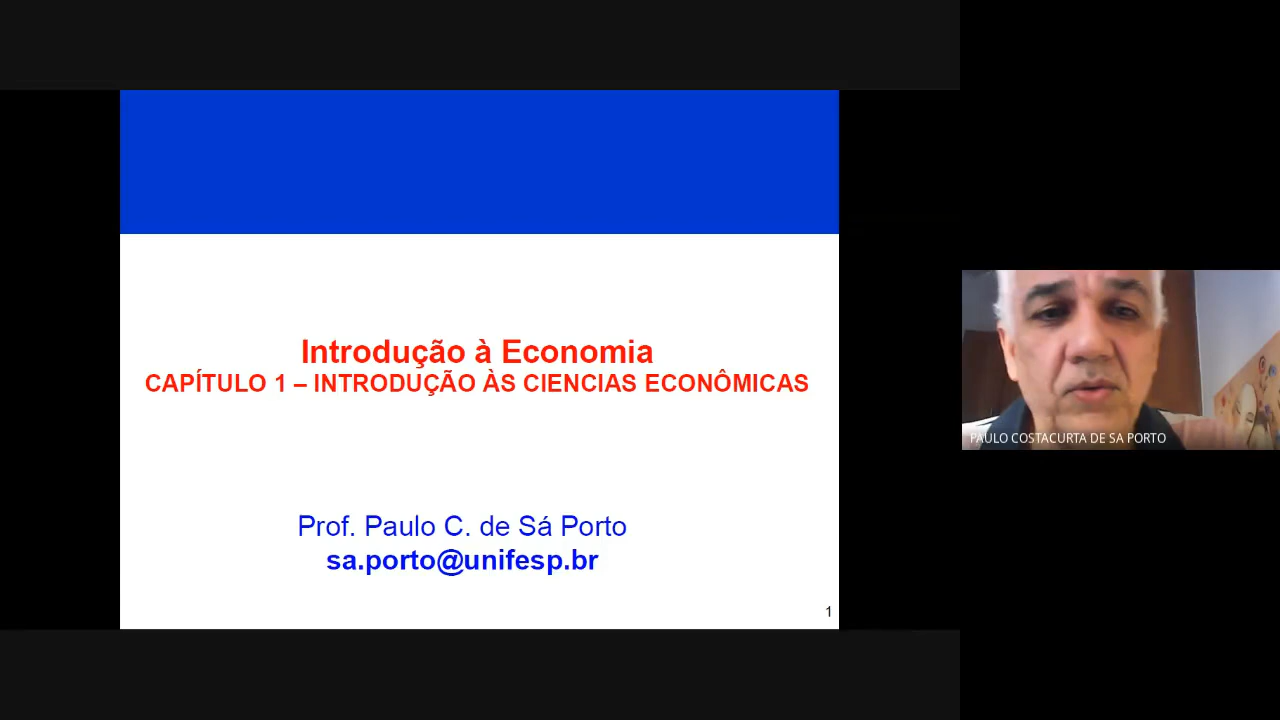 Introdução à Economia
CAPÍTULO 1 – INTRODUÇÃO ÀS CIENCIAS ECONÔMICAS
Prof. Paulo C. de Sá Porto
sa.porto@unifesp.br
1
PAULO COSTACURTA DE SA PORTO